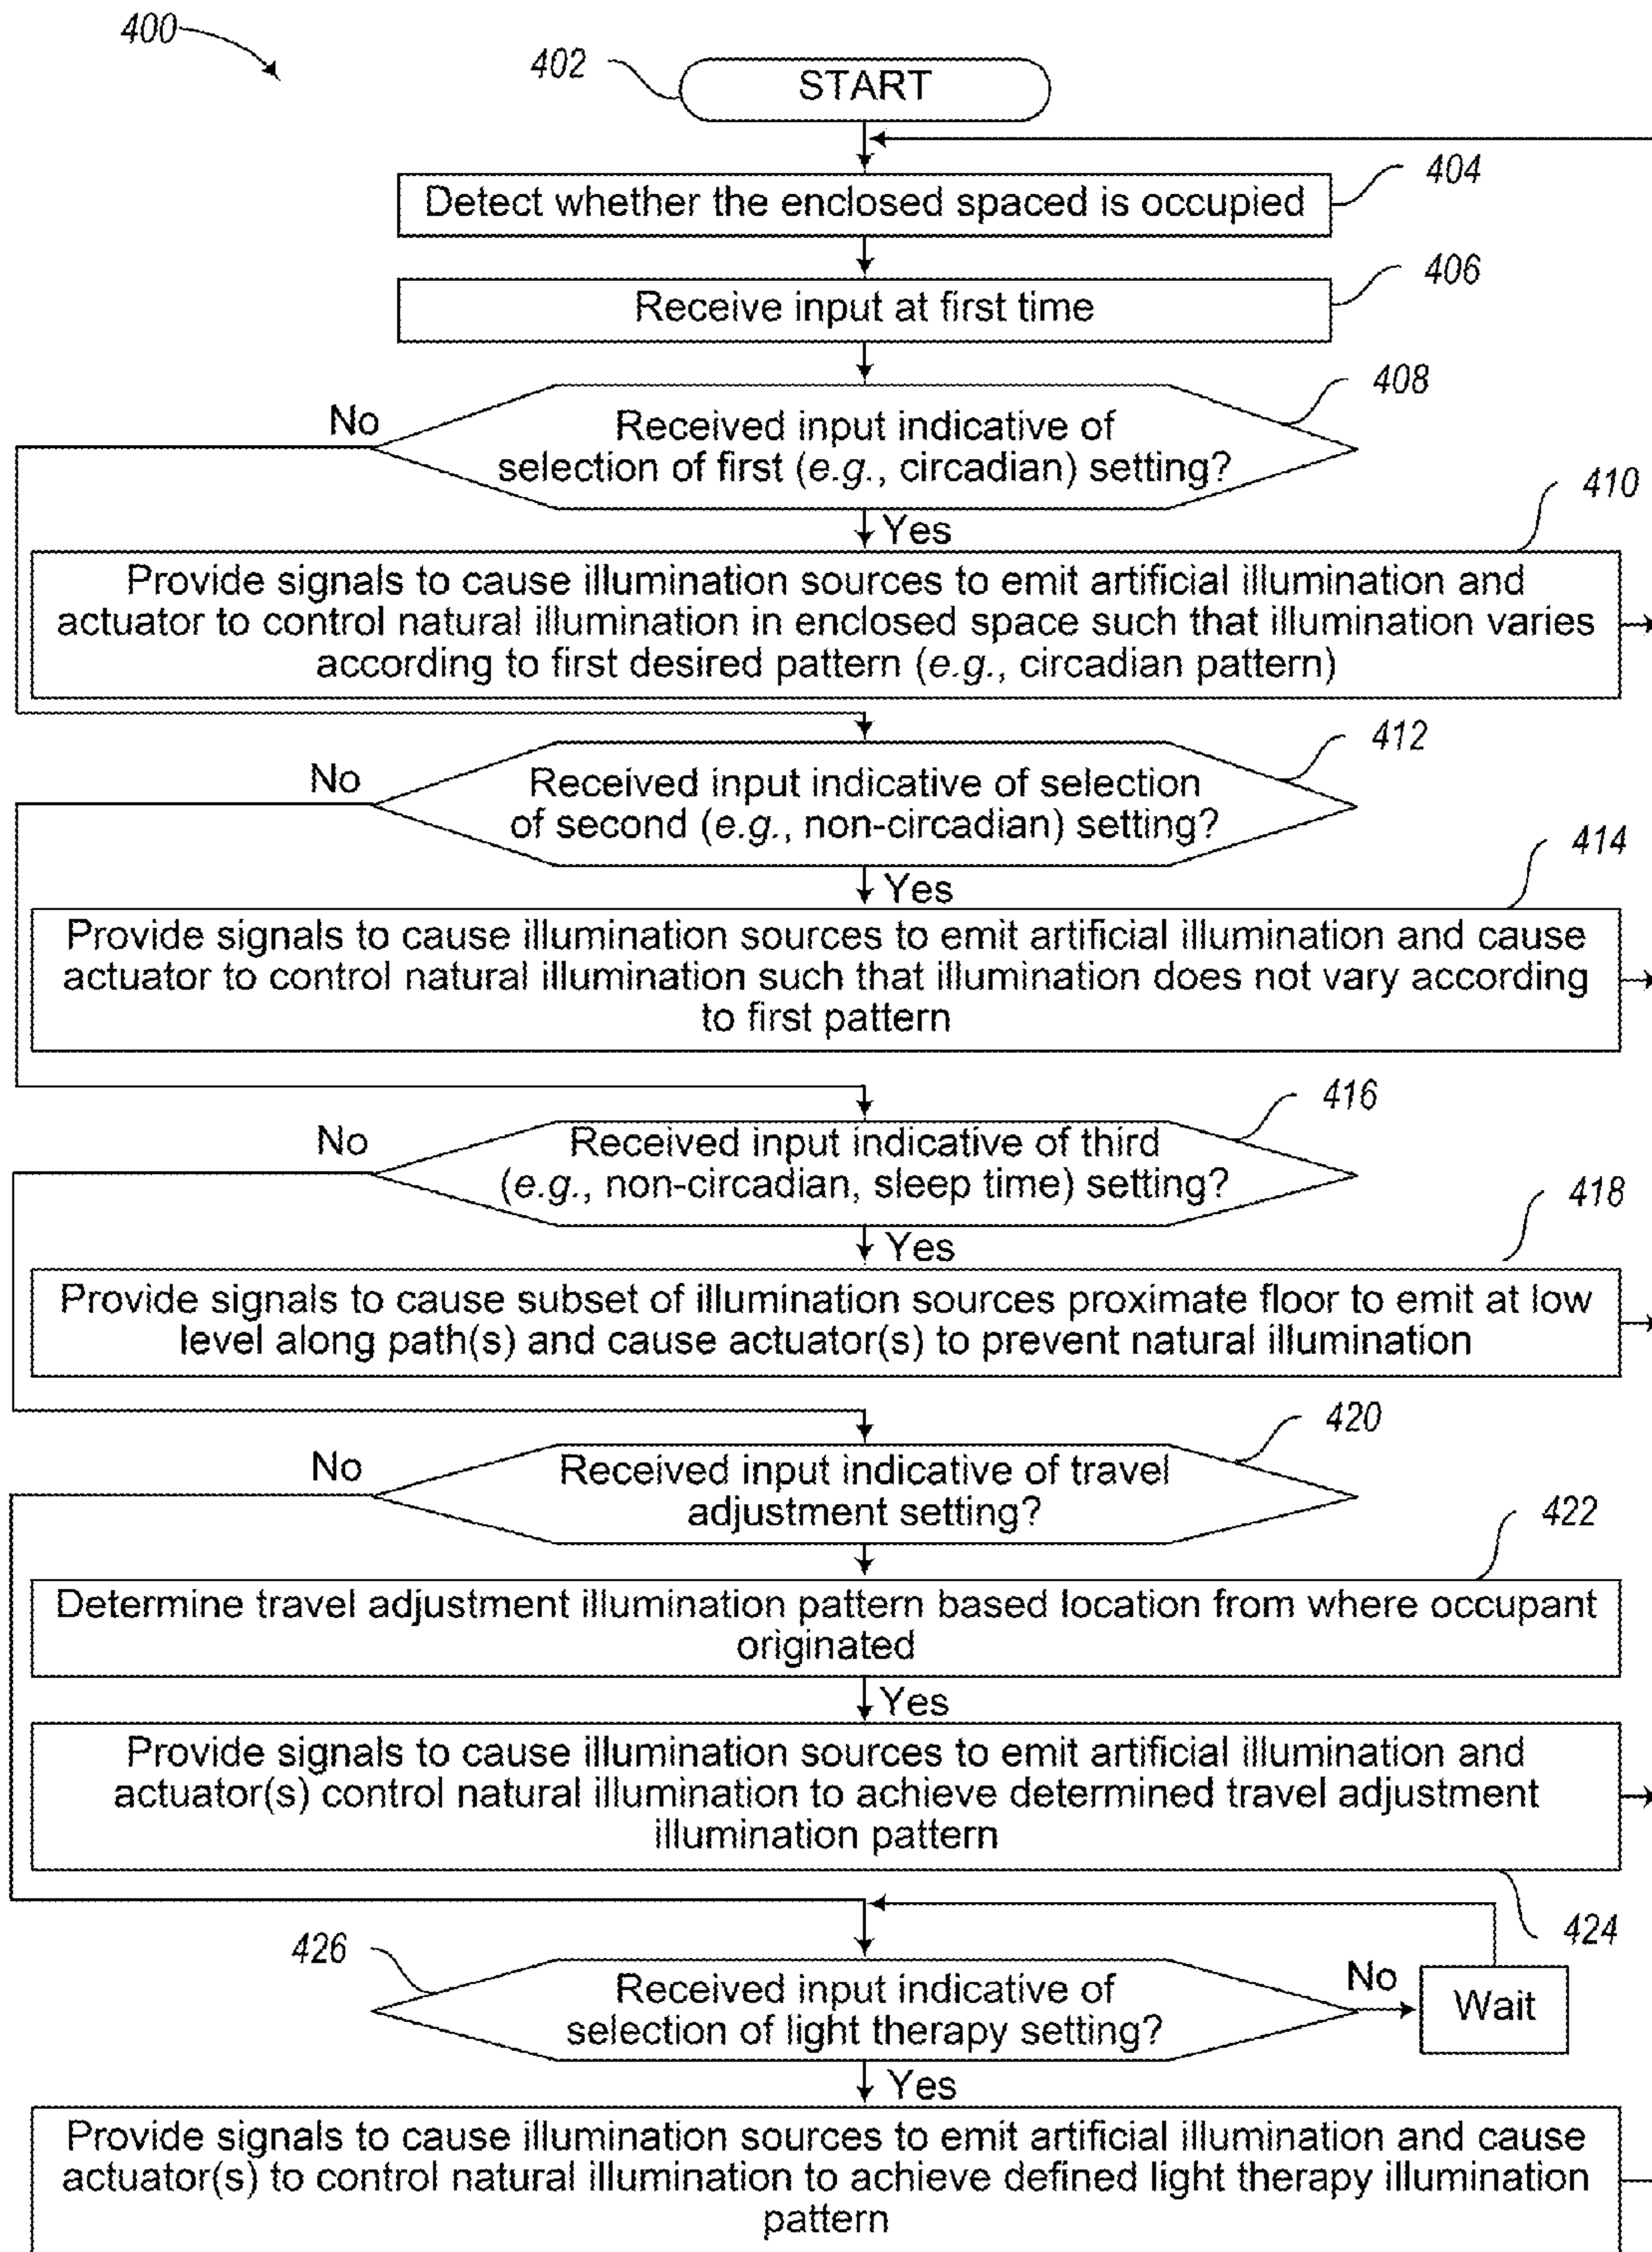 400
402
START
404
Detect whether the enclosed spaced is occupied
406
Receive input at first time
408
No
Received input indicative of
selection of first (e.g., circadian) setting?
410
Yes
Provide signals to cause illumination sources to emit artificial illumination and
actuator to control natural illumination in enclosed space such that illumination varies
according to first desired pattern (e.g., circadian pattern)
412
No
Received input indicative of selection
of second (e.g., non-circadian) setting?
414
Yes
Provide signals to cause illumination sources to emit artificial illumination and cause
actuator to control natural illumination such that illumination does not vary according
to first pattern
416
No
Received input indicative of third
(e.g., non-circadian, sleep time) setting?
418
Yes
Provide signals to cause subset of illumination sources proximate floor to emit at low
level along path(s) and cause actuator(s) to prevent natural illumination
420
No
Received input indicative of travel
adjustment setting?
422
Determine travel adjustment illumination pattern based location from where occupant
originated
Yes
Provide signals to cause illumination sources to emit artificial illumination and
actuator(s) control natural illumination to achieve determined travel adjustment
illumination pattern
424
426
No
Received input indicative of
selection of light therapy setting?
Wait
Yes
Provide signals to cause illumination sources to emit artificial illumination and cause
actuator(s) to control natural illumination to achieve defined light therapy illumination
pattern